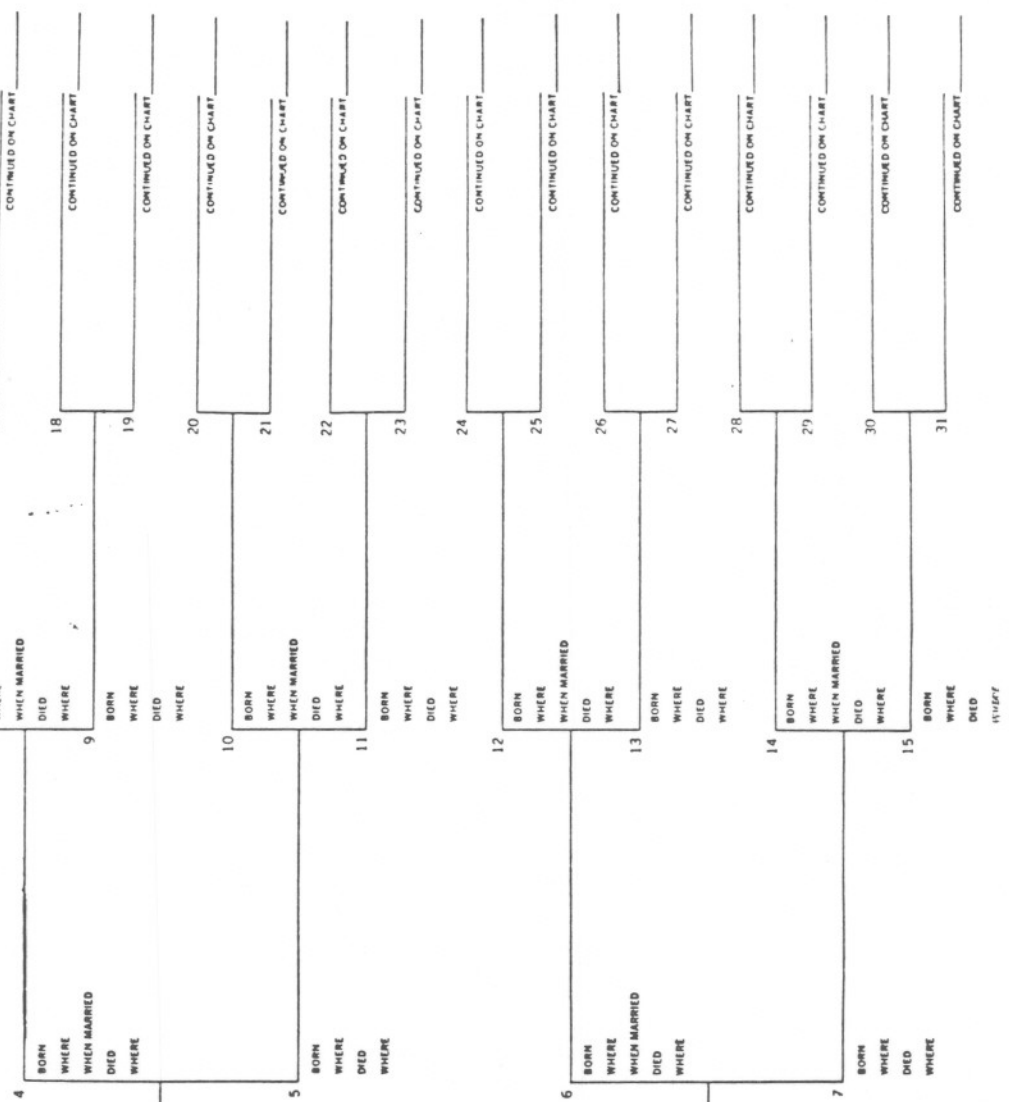 4
BORN
WHERE
WHEN MARRIED
DIED
WHERE
5
BORN
WHERE
DIED
WHERE
6
BORN
WHERE
WHEN MARRIED
DIED
WHERE
7
BORN
WHERE
DIED
WHERE
WHEN MARRIED
DIED
WHERE
9
BORN
WHERE
DIED
WHERE
10
BORN
WHERE
WHEN MARRIED
DIED
WHERE
11
BORN
WHERE
DIED
WHERE
12
BORN
WHERE
WHEN MARRIED
DIED
WHERE
13
BORN
WHERE
DIED
WHERE
14
BORN
WHERE
WHEN MARRIED
DIED
WHERE
15
BORN
WHERE
DIED
WHERE
CONTINUED ON CHART
18
CONTINUED ON CHART
19
CONTINUED ON CHART
20
CONTINUED ON CHART
21
CONTINUED ON CHART
22
CONTINUED ON CHART
23
CONTINUED ON CHART
24
CONTINUED ON CHART
25
CONTINUED ON CHART
26
CONTINUED ON CHART
27
CONTINUED ON CHART
28
CONTINUED ON CHART
29
CONTINUED ON CHART
30
CONTINUED ON CHART
31
CONTINUED ON CHART